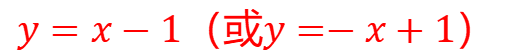 y = x − 1（或y =− x + 1）